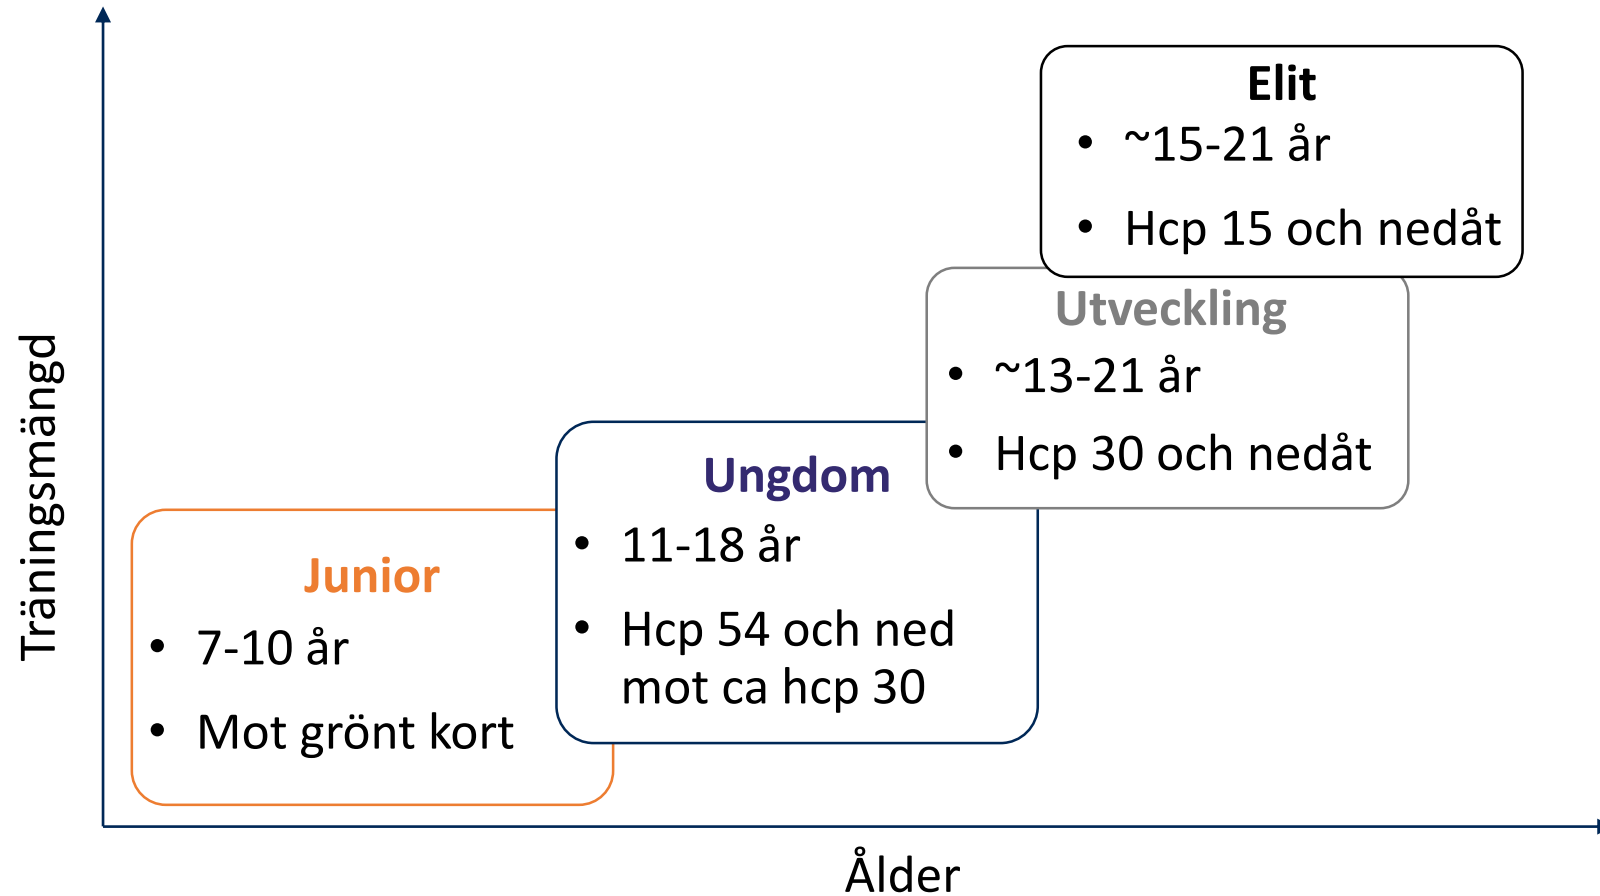 Träningsmängd
Elit
• ~15-21 år
• Hcp 15 och nedåt
Utveckling
• ~13-21 år
• Hcp 30 och nedåt
Ungdom
• 11-18 år
• Hcp 54 och ned
mot ca hcp 30
Junior
• 7-10 år
• Mot grönt kort
Ålder